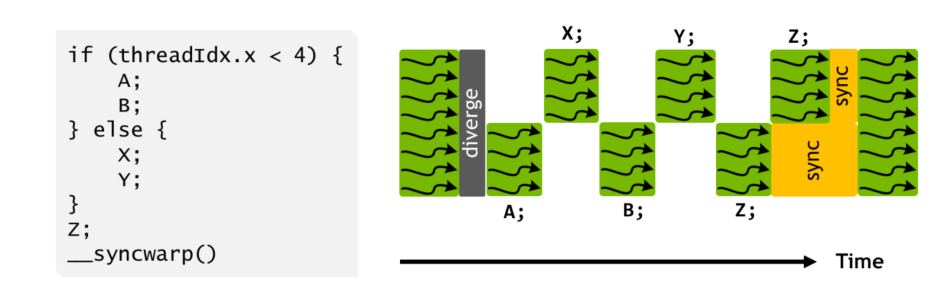 if (threadIdx.x < 4) {
    A;
    B;
} else {
    X;
    Y;
}
Z;
__syncwarp()
X;
Y;
Z;
diverge
sync
sync
A;
B;
Z;
Time